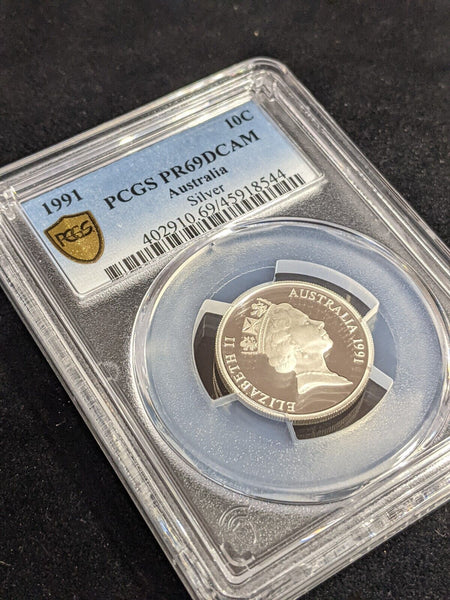 1991 10C
PCGS PR69DCAM
Australia
Silver
402910.69/45918544
PCGS
ELIZABETH II AUSTRALIA 1991